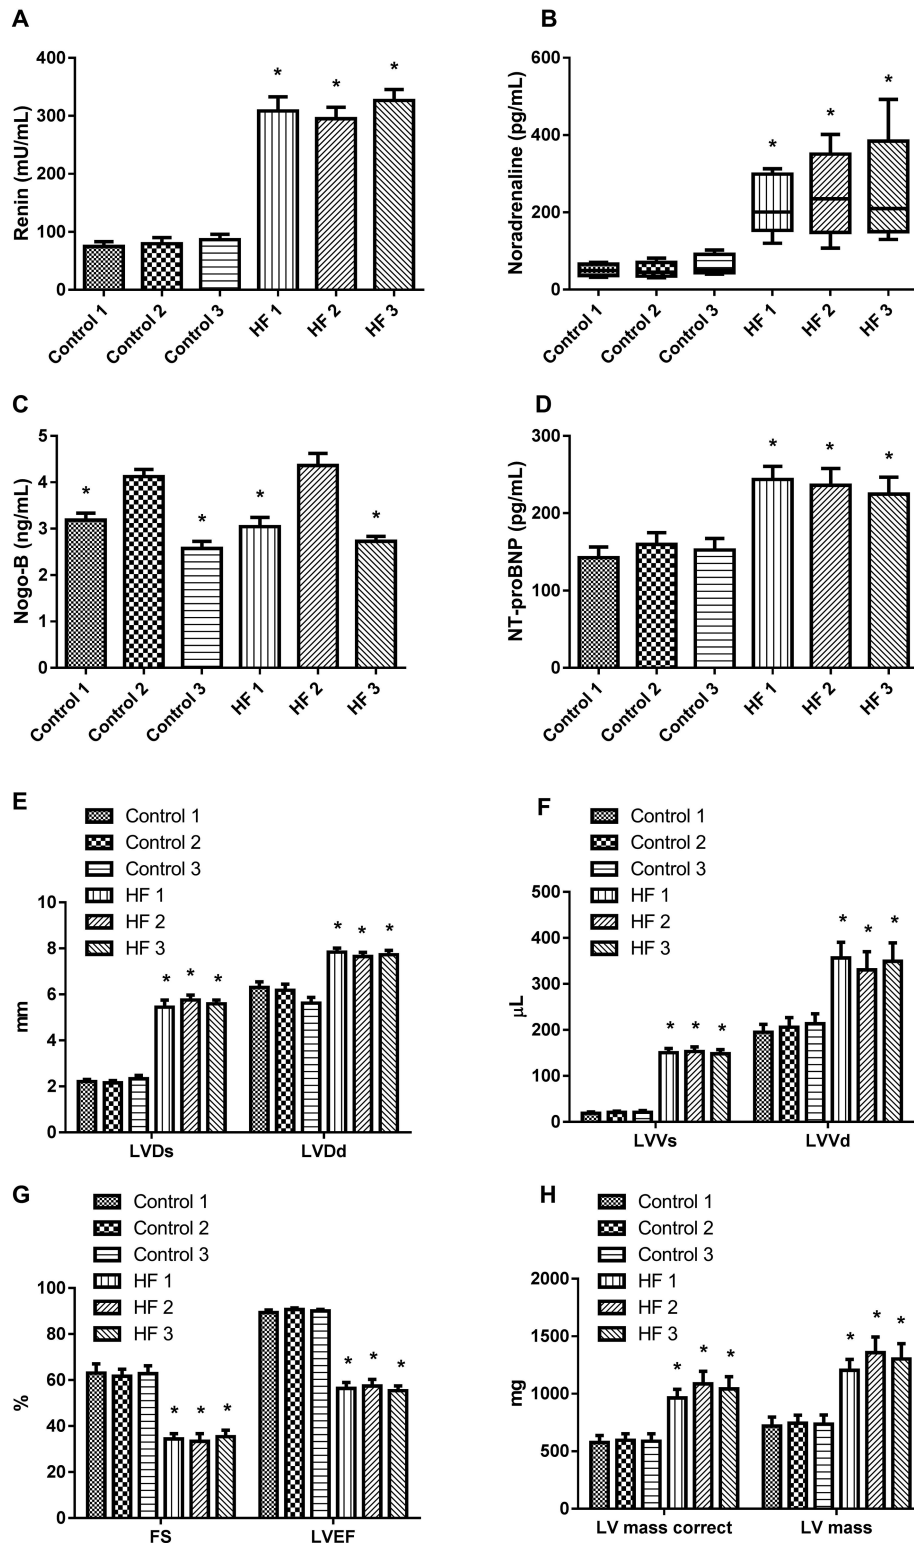 A
Renin (mU/mL)
400
300
200
100
0
* * *
Control 1
Control 2
Control 3
HF 1
HF 2
HF 3
B
Noradrenaline (pg/mL)
600
400
200
0
* * *
Control 1
Control 2
Control 3
HF 1
HF 2
HF 3
C
Nogo-B (ng/mL)
5
4
3
2
1
0
* * * *
Control 1
Control 2
Control 3
HF 1
HF 2
HF 3
D
NT-proBNP (pg/mL)
300
200
100
0
* * *
Control 1
Control 2
Control 3
HF 1
HF 2
HF 3
E
Control 1
Control 2
Control 3
HF 1
HF 2
HF 3
mm
10
8
6
4
2
0
* * * * * *
LVDs LVDd
F
Control 1
Control 2
Control 3
HF 1
HF 2
HF 3
µL
500
400
300
200
100
0
* * * * * *
LVVs LVVd
G
Control 1
Control 2
Control 3
HF 1
HF 2
HF 3
%
100
80
60
40
20
0
* * * * * *
FS LVEF
H
Control 1
Control 2
Control 3
HF 1
HF 2
HF 3
mg
2000
1500
1000
500
0
* * * * * *
LV mass correct LV mass